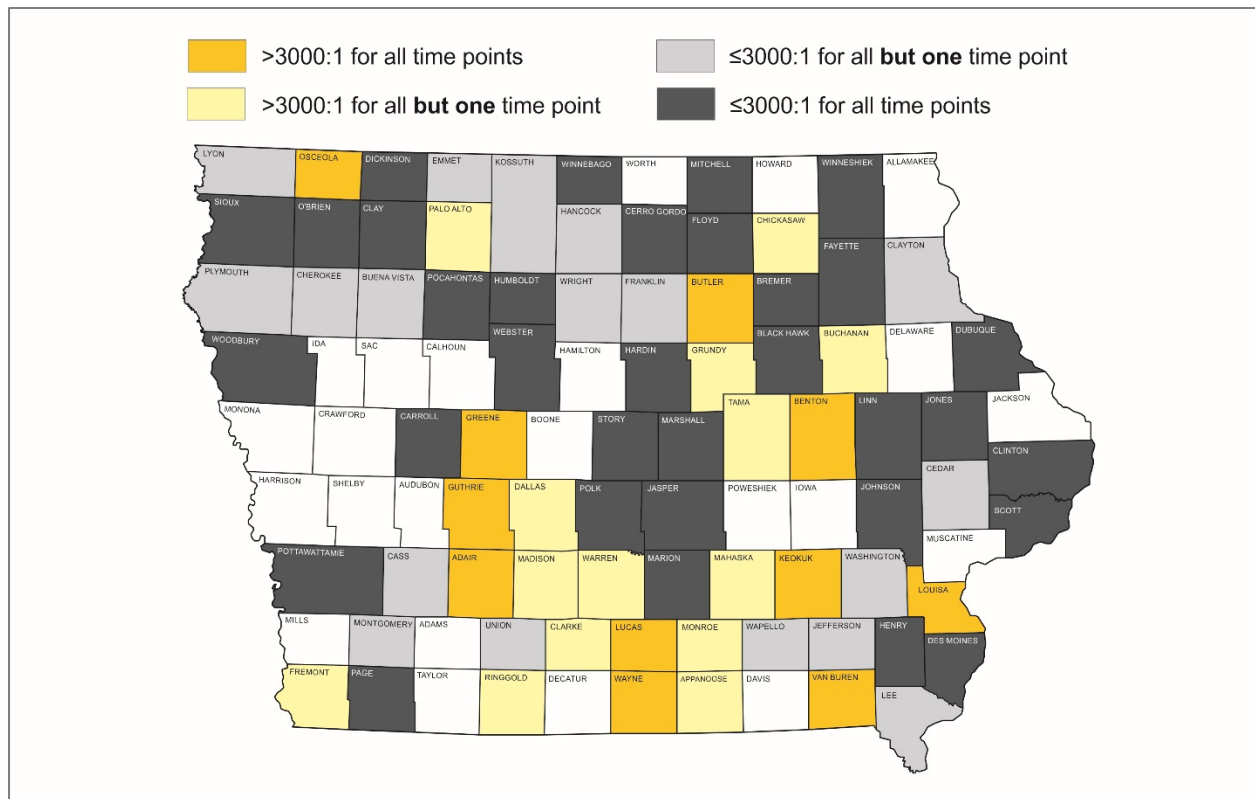 >3000:1 for all time points
≤3000:1 for all but one time point
>3000:1 for all but one time point
≤3000:1 for all time points
LYON
OSCEOLA
DICKINSON
EMMET
KOSSUTH
WINNEBAGO
WORTH
MITCHELL
HOWARD
WINNESHIEK
ALLAMAKEE
SIOUX
O'BRIEN
CLAY
PALO ALTO
HANCOCK
CERRO GORDO
FLOYD
CHICKASAW
FAYETTE
CLAYTON
PLYMOUTH
CHEROKEE
BUENA VISTA
POCAHONTAS
HUMBOLDT
WRIGHT
FRANKLIN
BUTLER
BREMER
WOODBURY
IDA
SAC
CALHOUN
WEBSTER
HAMILTON
HARDIN
GRUNDY
BLACK HAWK
BUCHANAN
DELAWARE
DUBUQUE
MONONA
CRAWFORD
CARROLL
GREENE
BOONE
STORY
MARSHALL
TAMA
BENTON
LINN
JONES
JACKSON
CLINTON
CEDAR
HARRISON
SHELBY
AUDUBON
GUTHRIE
DALLAS
POLK
JASPER
POWESHIEK
IOWA
JOHNSON
SCOTT
MUSCATINE
POTTAWATTAMIE
CASS
ADAIR
MADISON
WARREN
MARION
MAHASKA
KEOKUK
WASHINGTON
LOUISA
MILLS
MONTGOMERY
ADAMS
UNION
CLARKE
LUCAS
MONROE
WAPELLO
JEFFERSON
HENRY
DES MOINES
FREMONT
PAGE
TAYLOR
RINGGOLD
DECATUR
WAYNE
APPANOOSE
DAVIS
VAN BUREN
LEE